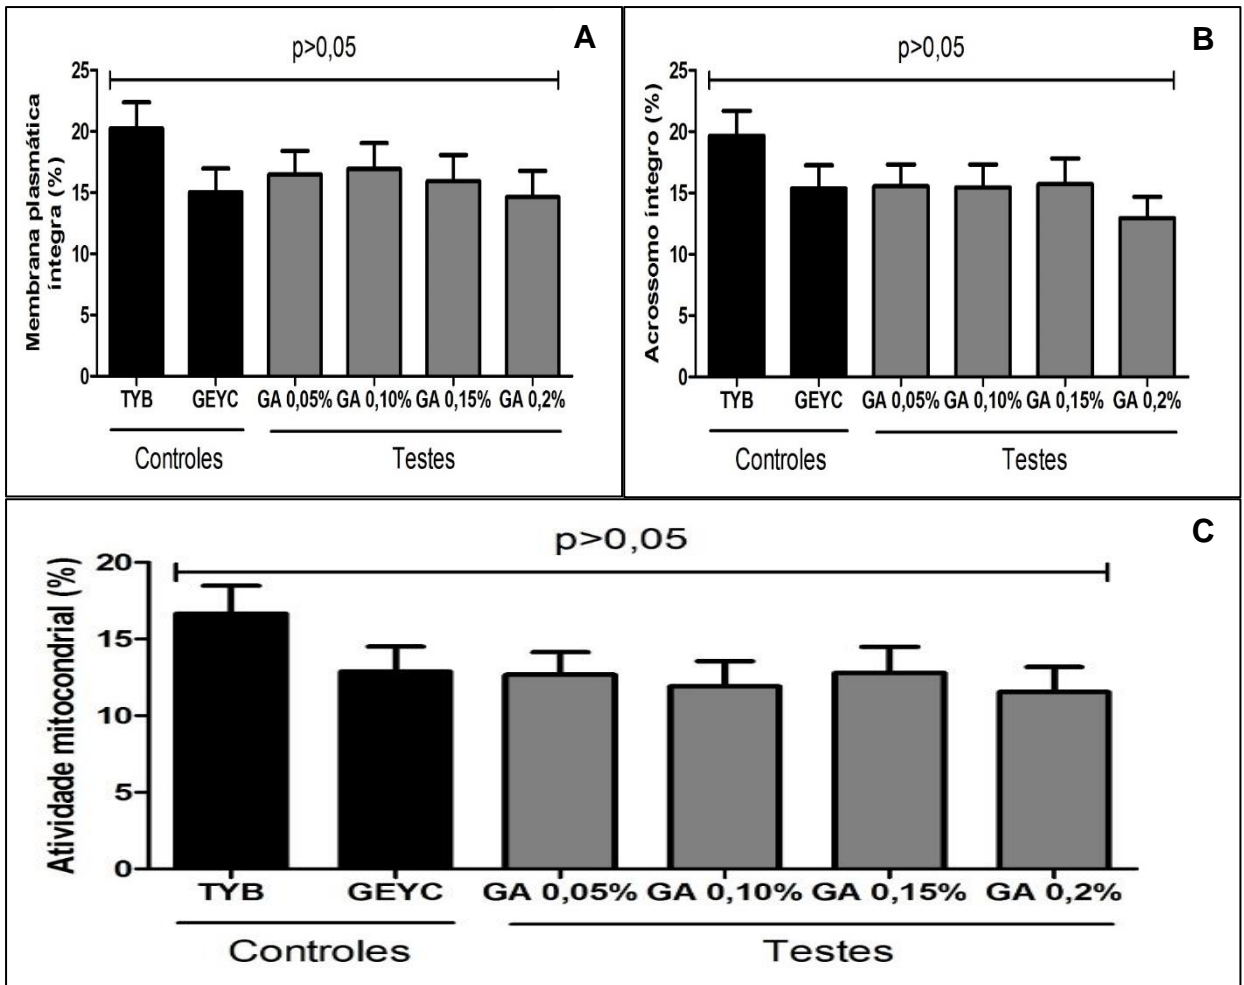 A
p>0,05
Membrana plasmática
íntegra (%)
25
20
15
10
5
0
TYB GEYC GA 0,05% GA 0,10% GA 0,15% GA 0,2%
Controles Testes
B
p>0,05
Acrossomo íntegro (%)
25
20
15
10
5
0
TYB GEYC GA 0,05% GA 0,10% GA 0,15% GA 0,2%
Controles Testes
C
p>0,05
Atividade mitocondrial (%)
20
15
10
5
0
TYB GEYC GA 0,05% GA 0,10% GA 0,15% GA 0,2%
Controles Testes